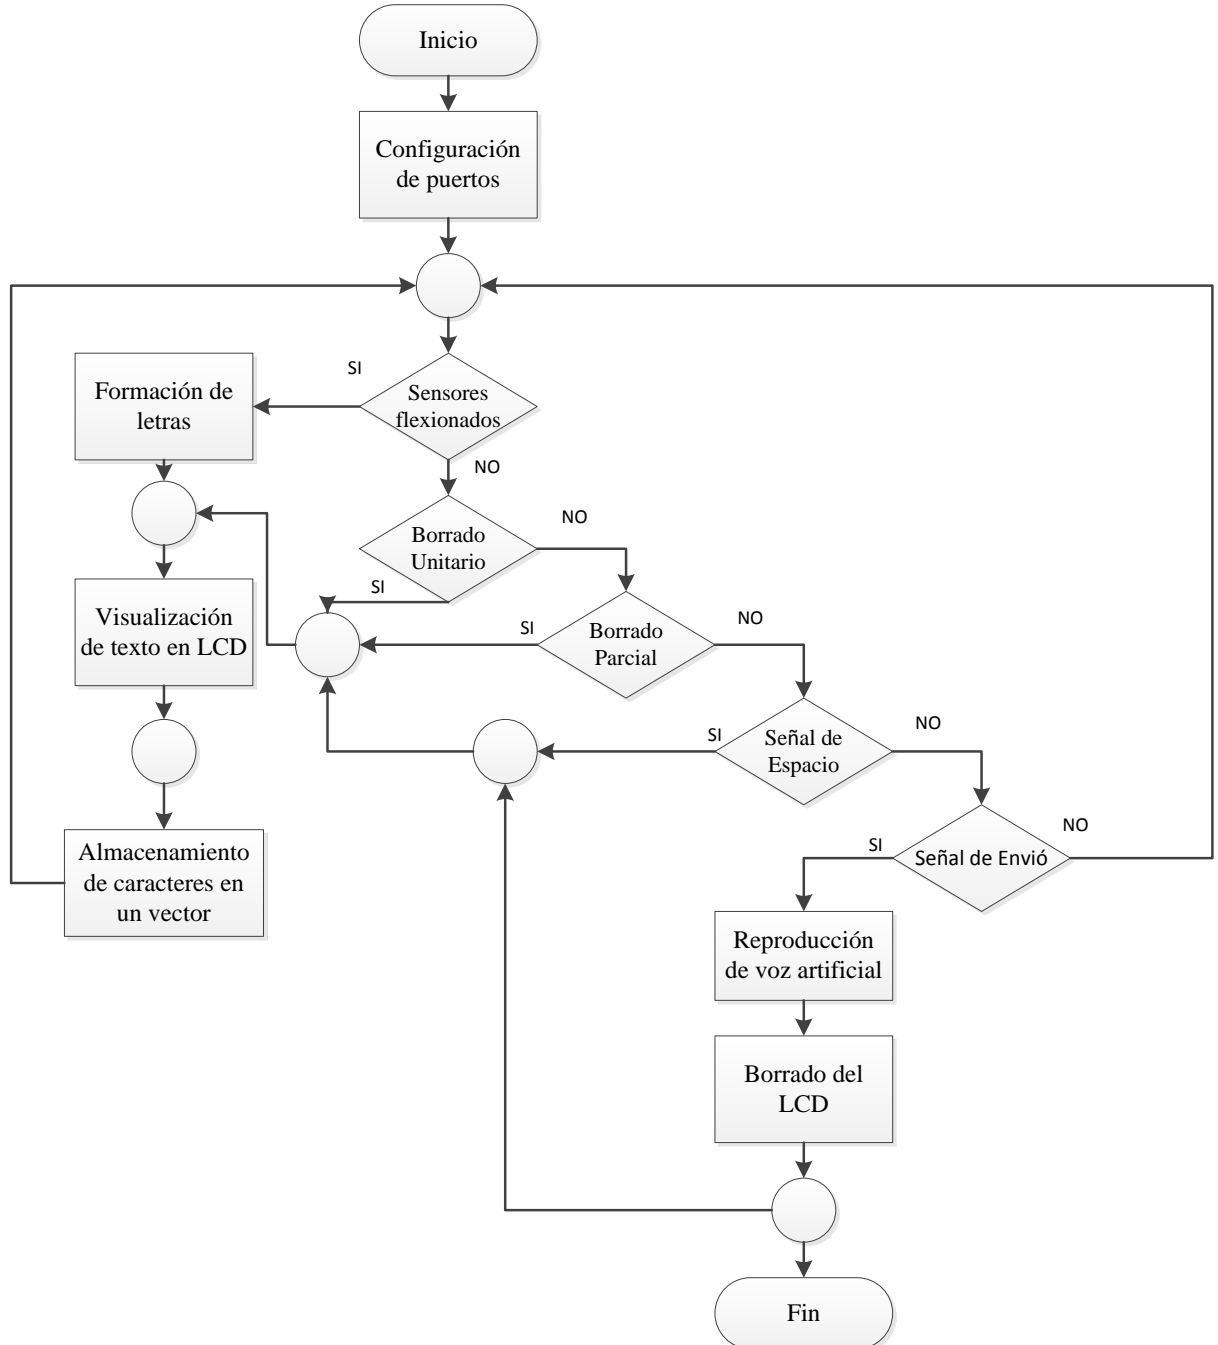 Inicio
Configuración
de puertos
SI
Formación de
letras
Sensores
flexionados
NO
Borrado
Unitario
NO
SI
Visualización
de texto en LCD
SI
Borrado
Parcial
NO
SI
Señal de
Espacio
NO
Almacenamiento
de caracteres en
un vector
SI
Señal de Envió
NO
Reproducción
de voz artificial
Borrado del
LCD
Fin